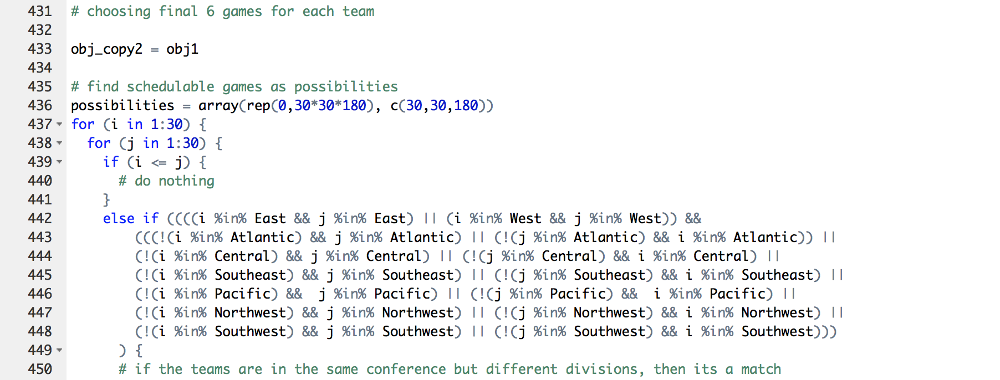 431 # choosing final 6 games for each team
432
433 obj_copy2 = obj1
434
435 # find schedulable games as possibilities
436 possibilities = array(rep(0,30*30*180), c(30,30,180))
437 for (i in 1:30) {
438   for (j in 1:30) {
439     if (i <= j) {
440       # do nothing
441     }
442     else if ((((i %in% East && j %in% East) || (i %in% West && j %in% West)) &&
443         (((!(i %in% Atlantic) && j %in% Atlantic) || (!(j %in% Atlantic) && i %in% Atlantic)) ||
444         (!(i %in% Central) && j %in% Central) || (!(j %in% Central) && i %in% Central) ||
445         (!(i %in% Southeast) && j %in% Southeast) || (!(j %in% Southeast) && i %in% Southeast) ||
446         (!(i %in% Pacific) &&  j %in% Pacific) || (!(j %in% Pacific) &&  i %in% Pacific) ||
447         (!(i %in% Northwest) && j %in% Northwest) || (!(j %in% Northwest) && i %in% Northwest) ||
448         (!(i %in% Southwest) && j %in% Southwest) || (!(j %in% Southwest) && i %in% Southwest)))
449       ) {
450       # if the teams are in the same conference but different divisions, then its a match